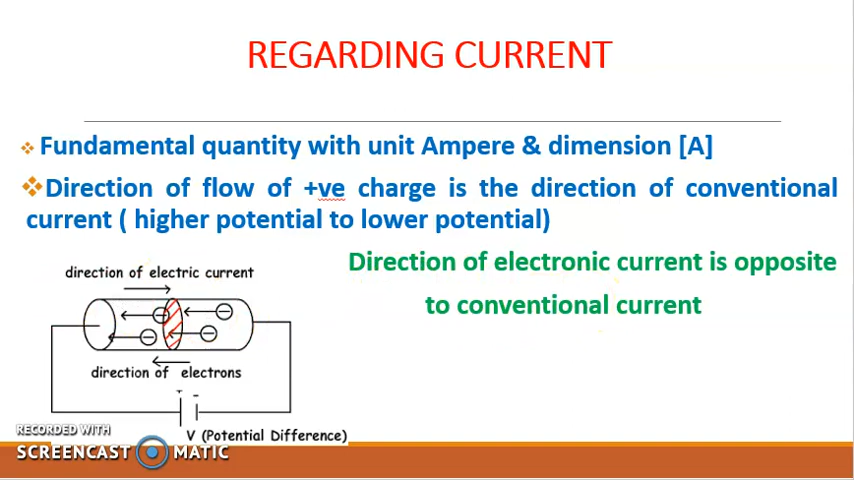 REGARDING CURRENT
❖ Fundamental quantity with unit Ampere & dimension [A]
❖Direction of flow of +ve charge is the direction of conventional
current ( higher potential to lower potential)
Direction of electronic current is opposite
to conventional current
direction of electric current
direction of electrons
+ -
V (Potential Difference)
RECORDED WITH
SCREENCAST MATIC